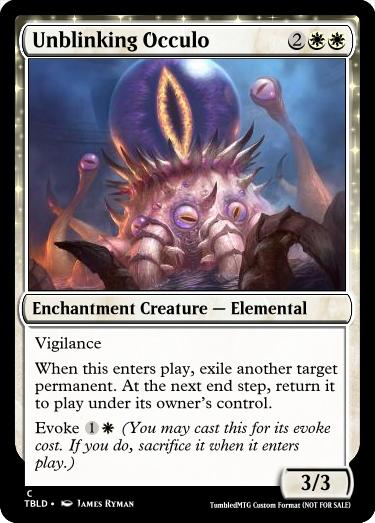 Unblinking Occulo 2
Enchantment Creature — Elemental
Vigilance
When this enters play, exile another target
permanent. At the next end step, return it
to play under its owner's control.
Evoke 1 (You may cast this for its evoke
cost. If you do, sacrifice it when it enters
play.)
3/3
C
TBLD • James Ryman
TumbledMTG Custom Format (NOT FOR SALE)